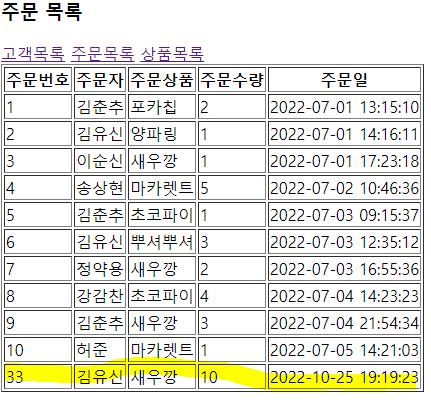 주문 목록
고객목록 주문목록 상품목록
주문번호 주문자 주문상품 주문수량 주문일
1 김춘추 포카칩 2 2022-07-01 13:15:10
2 김유신 양파링 1 2022-07-01 14:16:11
3 이순신 새우깡 1 2022-07-01 17:23:18
4 송상현 마카렛트 5 2022-07-02 10:46:36
5 김춘추 초코파이 1 2022-07-03 09:15:37
6 김유신 뿌셔뿌셔 3 2022-07-03 12:35:12
7 정약용 새우깡 2 2022-07-03 16:55:36
8 강감찬 초코파이 4 2022-07-04 14:23:23
9 김춘추 새우깡 3 2022-07-04 21:54:34
10 허준 마카렛트 1 2022-07-05 14:21:03
33 김유신 새우깡 10 2022-10-25 19:19:23